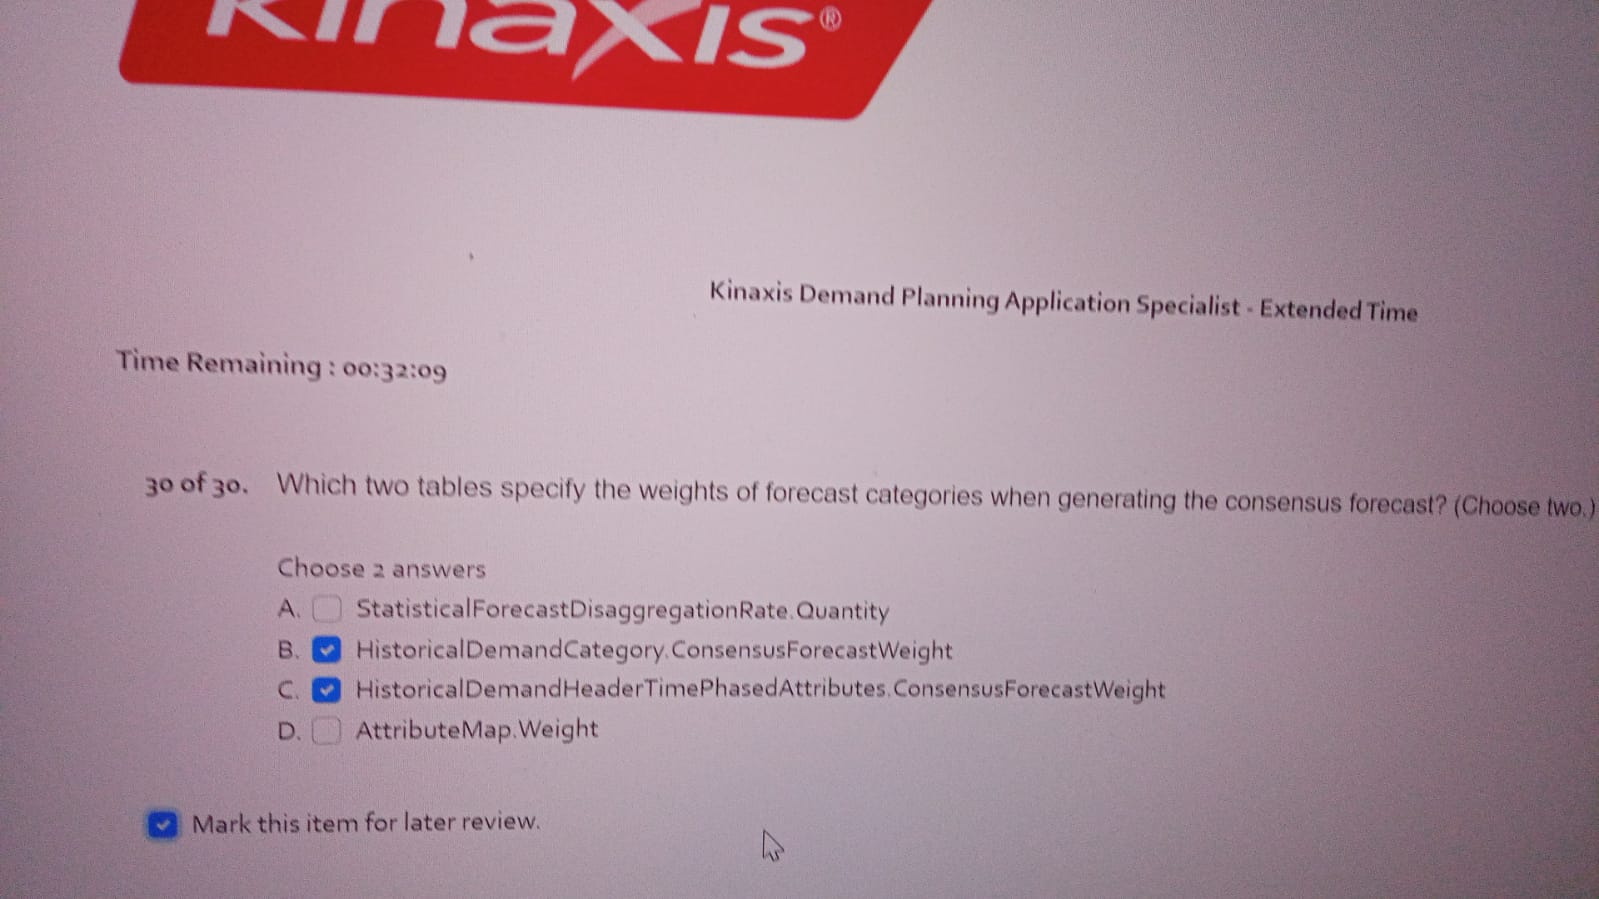 Kinaxis®
Kinaxis Demand Planning Application Specialist - Extended Time
Time Remaining : 00:32:09
30 of 30. Which two tables specify the weights of forecast categories when generating the consensus forecast? (Choose two.)
Choose 2 answers
A. StatisticalForecastDisaggregationRate.Quantity
B. HistoricalDemandCategory.ConsensusForecastWeight
C. HistoricalDemandHeaderTimePhasedAttributes.ConsensusForecastWeight
D. AttributeMap.Weight
Mark this item for later review.